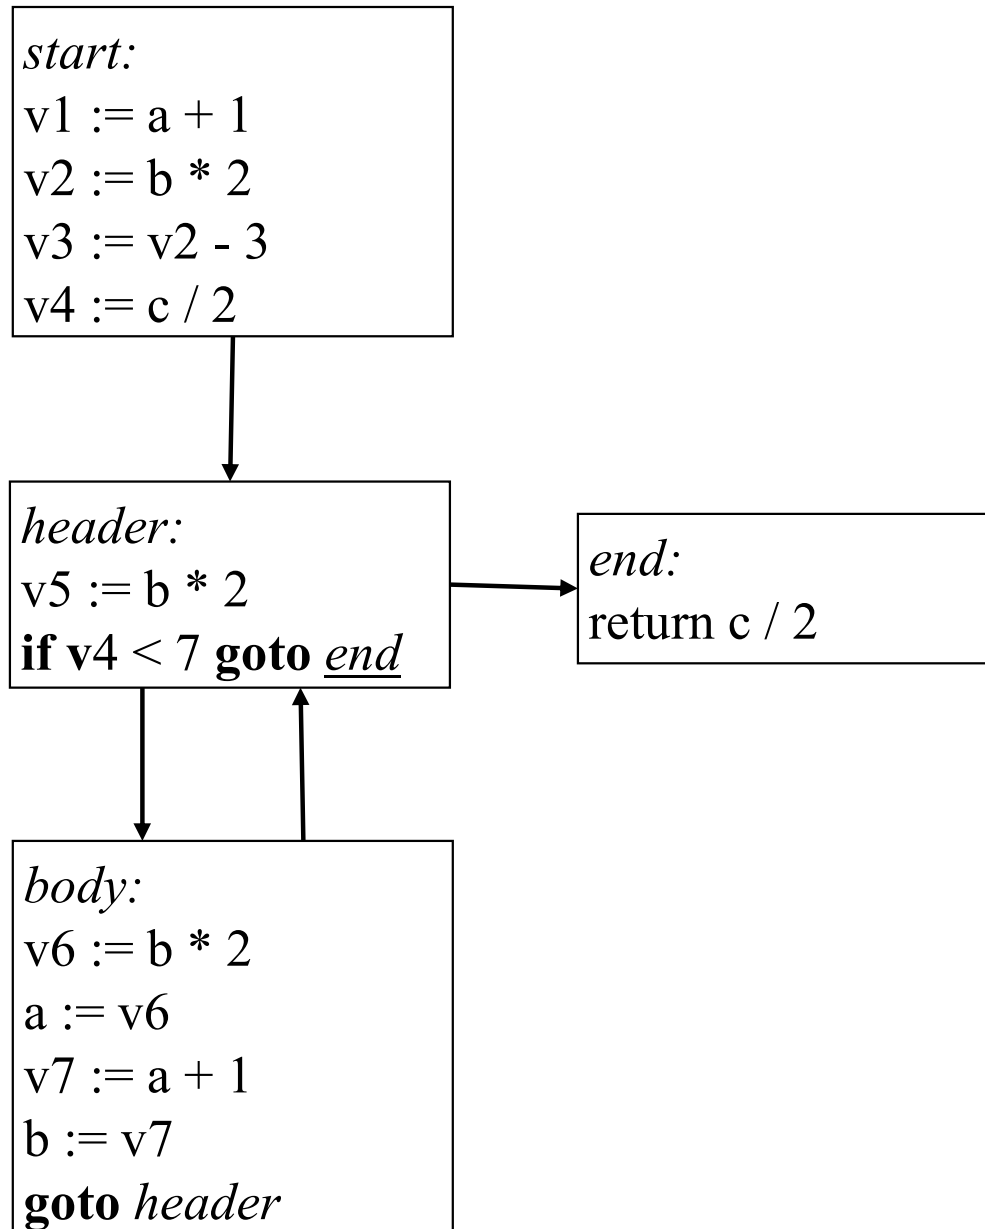 start:
v1 := a + 1
v2 := b * 2
v3 := v2 - 3
v4 := c / 2
header:
v5 := b * 2
if v4 < 7 goto end
end:
return c / 2
body:
v6 := b * 2
a := v6
v7 := a + 1
b := v7
goto header